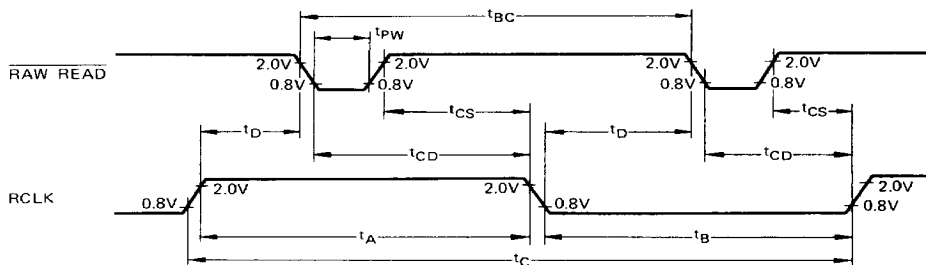 tBC
tPW
RAW READ
2.0V 2.0V 2.0V 2.0V
0.8V 0.8V 0.8V 0.8V
tCS tCS
tD tD
tCD tCD
RCLK
2.0V 2.0V 2.0V
0.8V 0.8V 0.8V
tA tB
tC